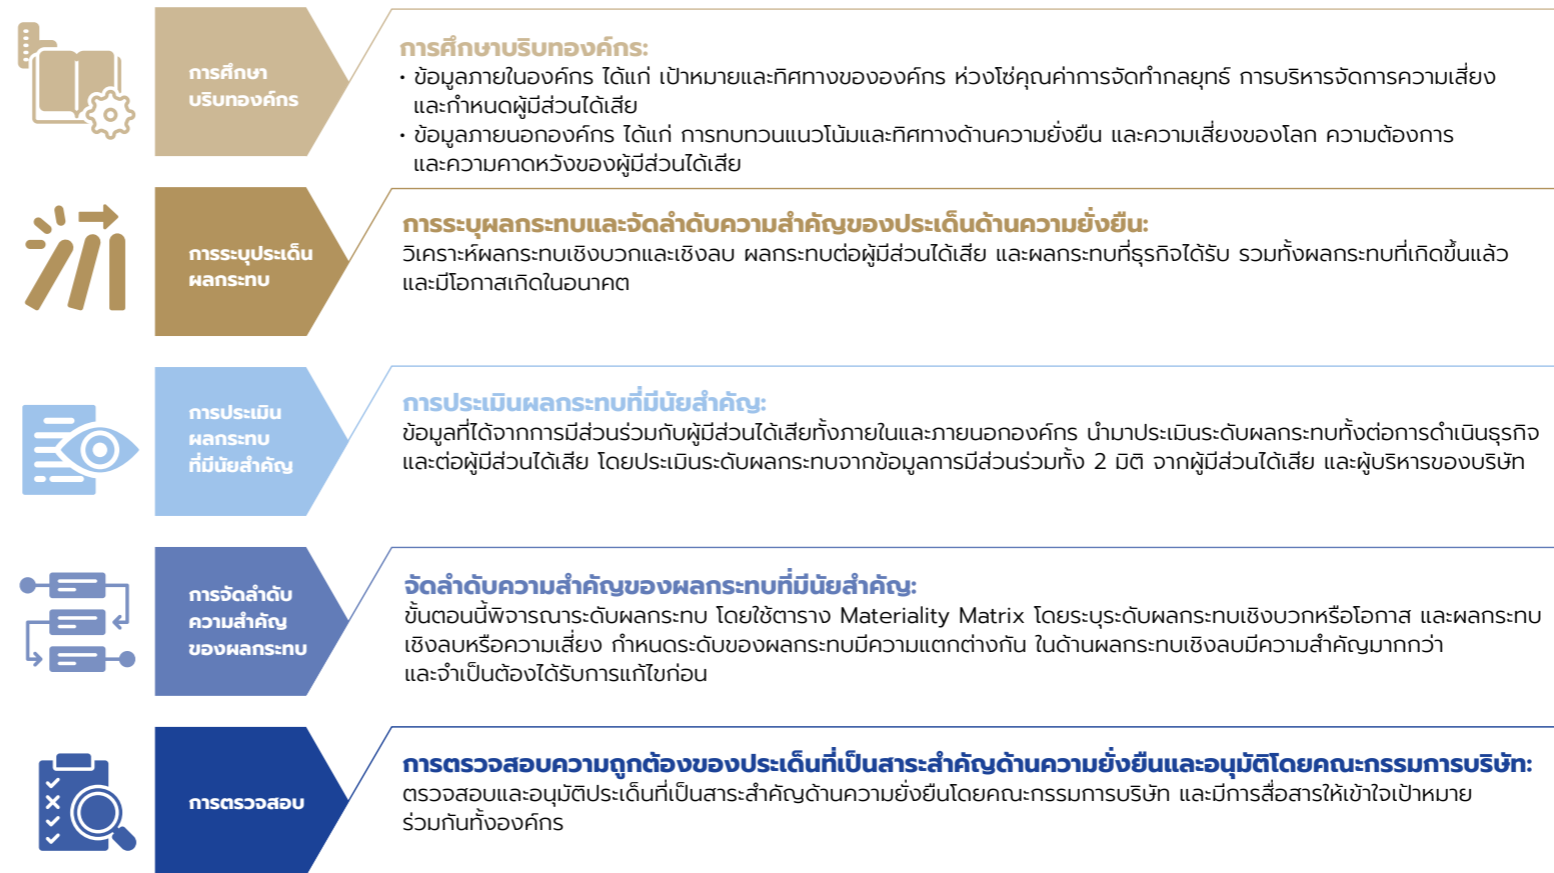 การศึกษา
บริบทองค์กร
การศึกษาบริบทองค์กร:
• ข้อมูลภายในองค์กร ได้แก่ เป้าหมายและทิศทางขององค์กร ห่วงโซ่คุณค่าการจัดทำกลยุทธ์ การบริหารจัดการความเสี่ยง
และกำหนดผู้มีส่วนได้เสีย
• ข้อมูลภายนอกองค์กร ได้แก่ การทบทวนแนวโน้มและทิศทางด้านความยั่งยืน และความเสี่ยงของโลก ความต้องการ
และความคาดหวังของผู้มีส่วนได้เสีย
การระบุประเด็น
ผลกระทบ
การระบุผลกระทบและจัดลำดับความสำคัญของประเด็นด้านความยั่งยืน:
วิเคราะห์ผลกระทบเชิงบวกและเชิงลบ ผลกระทบต่อผู้มีส่วนได้เสีย และผลกระทบที่ธุรกิจได้รับ รวมทั้งผลกระทบที่เกิดขึ้นแล้ว
และมีโอกาสเกิดในอนาคต
การประเมิน
ผลกระทบ
ที่มีนัยสำคัญ
การประเมินผลกระทบที่มีนัยสำคัญ:
ข้อมูลที่ได้จากการมีส่วนร่วมกับผู้มีส่วนได้เสียทั้งภายในและภายนอกองค์กร นำมาประเมินระดับผลกระทบทั้งต่อการดำเนินธุรกิจ
และต่อผู้มีส่วนได้เสีย โดยประเมินระดับผลกระทบจากข้อมูลการมีส่วนร่วมทั้ง 2 มิติ จากผู้มีส่วนได้เสีย และผู้บริหารของบริษัท
การจัดลำดับ
ความสำคัญ
ของผลกระทบ
จัดลำดับความสำคัญของผลกระทบที่มีนัยสำคัญ:
ขั้นตอนนี้พิจารณาระดับผลกระทบ โดยใช้ตาราง Materiality Matrix โดยระบุระดับผลกระทบเชิงบวกหรือโอกาส และผลกระทบ
เชิงลบหรือความเสี่ยง กำหนดระดับของผลกระทบมีความแตกต่างกัน ในด้านผลกระทบเชิงลบมีความสำคัญมากกว่า
และจำเป็นต้องได้รับการแก้ไขก่อน
การตรวจสอบ
การตรวจสอบความถูกต้องของประเด็นที่เป็นสาระสำคัญด้านความยั่งยืนและอนุมัติโดยคณะกรรมการบริษัท:
ตรวจสอบและอนุมัติประเด็นที่เป็นสาระสำคัญด้านความยั่งยืนโดยคณะกรรมการบริษัท และมีการสื่อสารให้เข้าใจเป้าหมาย
ร่วมกันทั้งองค์กร